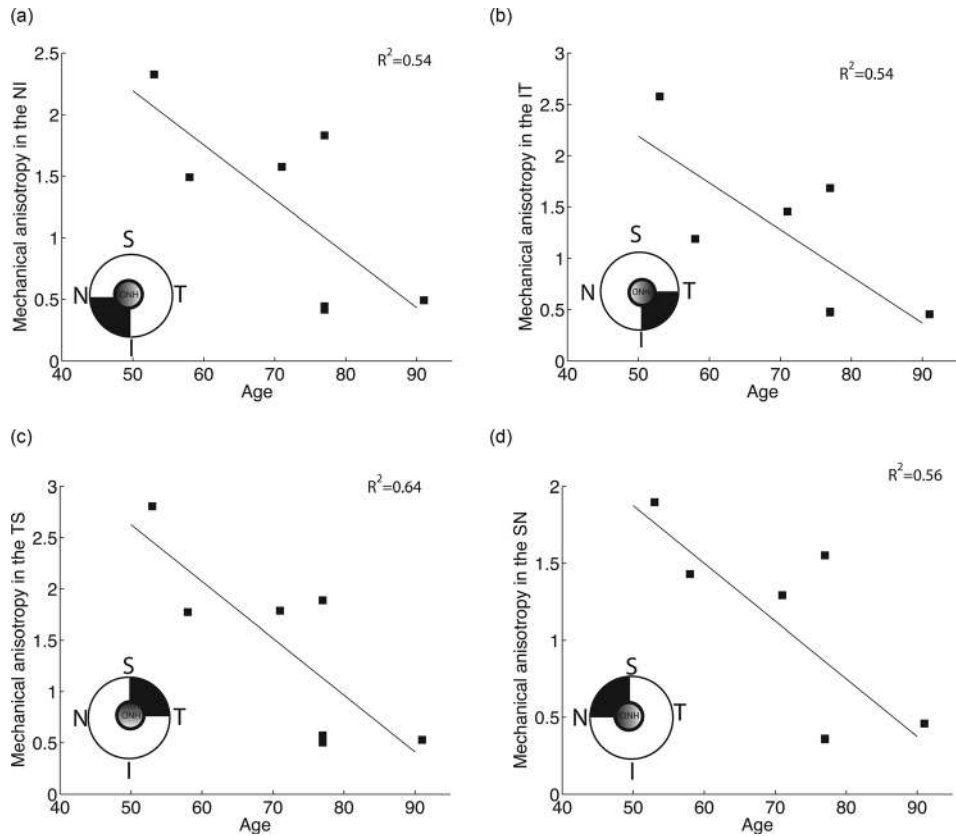 (a)
R²=0.54
Mechanical anisotropy in the NI
2.5
2
1.5
1
0.5
0
40 50 60 70 80 90
Age
S
N ONH T
I
(b)
R²=0.54
Mechanical anisotropy in the IT
3
2.5
2
1.5
1
0.5
0
40 50 60 70 80 90
Age
S
N ONH T
I
(c)
R²=0.64
Mechanical anisotropy in the TS
3
2.5
2
1.5
1
0.5
0
40 50 60 70 80 90
Age
S
N ONH T
I
(d)
R²=0.56
Mechanical anisotropy in the SN
2
1.5
1
0.5
0
40 50 60 70 80 90
Age
S
N ONH T
I